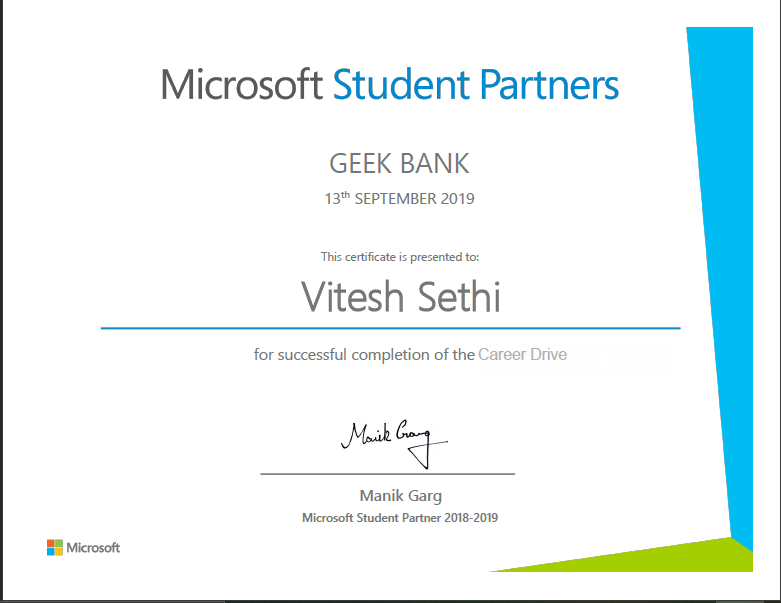 Microsoft Student Partners
GEEK BANK
13th SEPTEMBER 2019
This certificate is presented to:
Vitesh Sethi
for successful completion of the Career Drive
Manik Garg
Manik Garg
Microsoft Student Partner 2018-2019
Microsoft